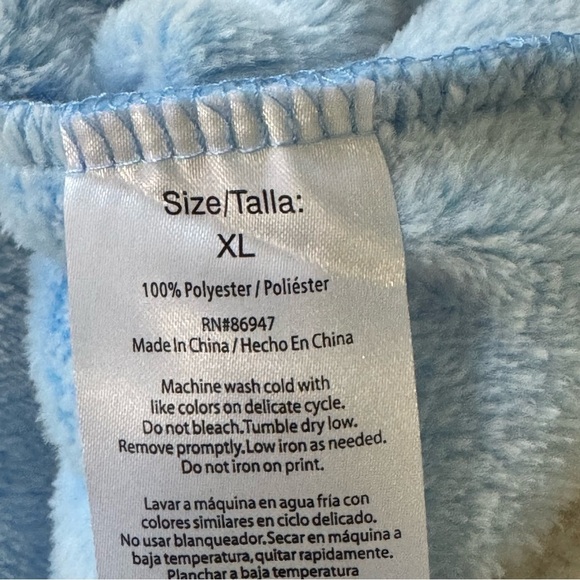 Size/Talla:
XL
100% Polyester / Poliéster
RN#86947
Made In China / Hecho En China
Machine wash cold with
like colors on delicate cycle.
Do not bleach.Tumble dry low.
Remove promptly.Low iron as needed.
Do not iron on print.
Lavar a máquina en agua fría con
colores similares en ciclo delicado.
No usar blanqueador.Secar en máquina a
baja temperatura,quitar rapidamente.
Planchar a baja temperatura